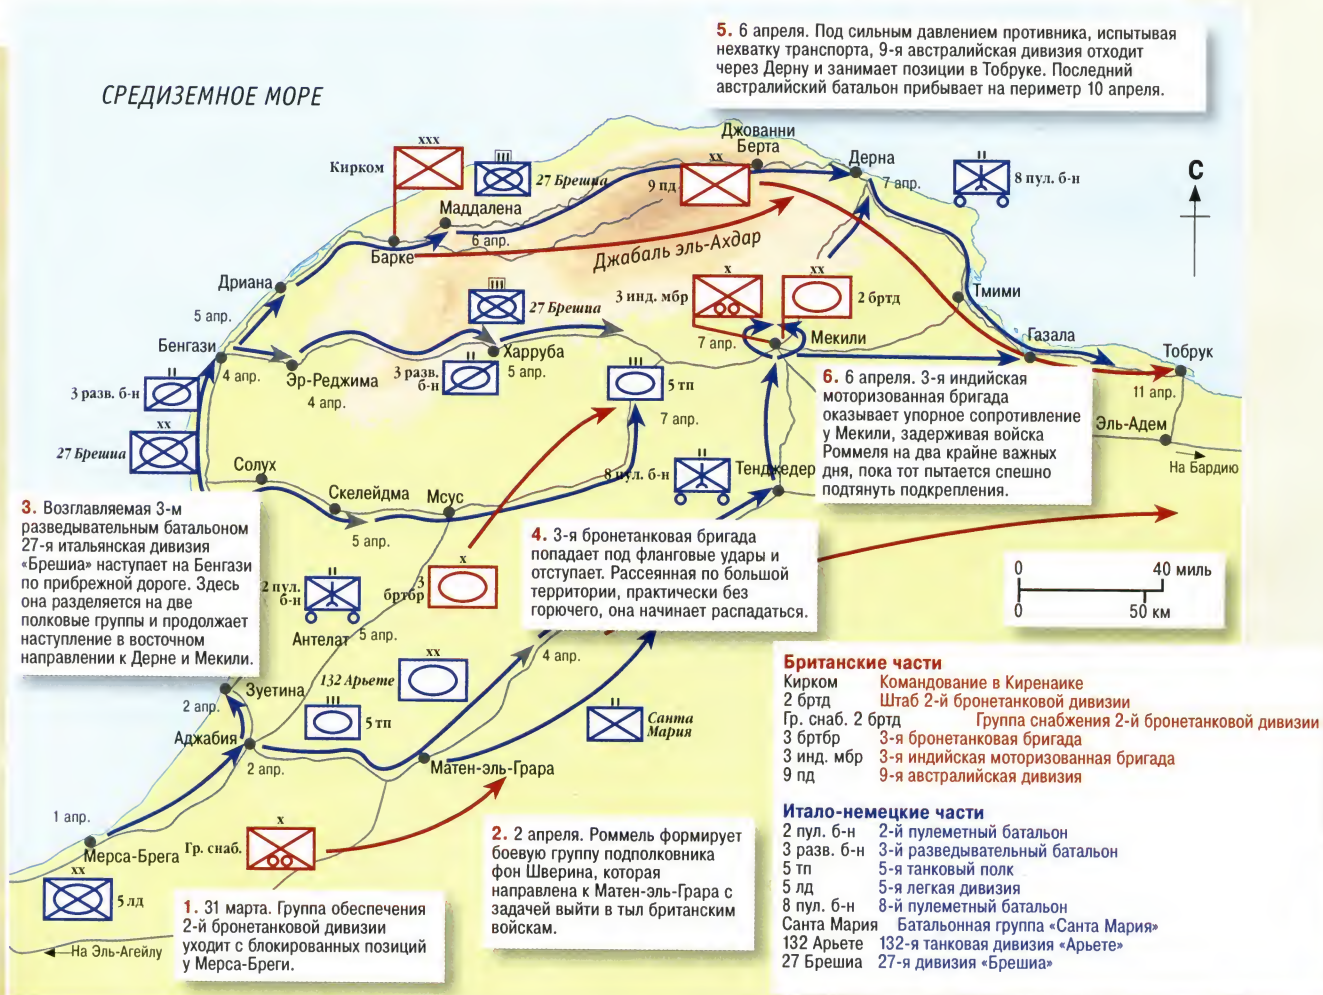 5. 6 апреля. Под сильным давлением противника, испытывая
нехватку транспорта, 9-я австралийская дивизия отходит
через Дерну и занимает позиции в Тобруке. Последний
австралийский батальон прибывает на периметр 10 апреля.
СРЕДИЗЕМНОЕ МОРЕ
Джованни
Берта
xxx
III
xx
II
Кирком
27 Брешиа
9 пд
Дерна
7 апр.
8 пул. б-н
С
Маддалена
6 апр.
Барке
Джабаль эль-Ахдар
Дриана
III
27 Брешиа
x
xx
3 инд. мбр
2 бртд
Тмими
5 апр.
Бенгази
4 апр.
Эр-Реджима
4 апр.
Харруба
5 апр.
II
3 разв.
б-н
7 апр.
Мекили
Газала
Тобрук
11 апр.
II
3 разв. б-н
III
5 тп
7 апр.
xx
27 Брешиа
Эль-Адем
На Бардию
6. 6 апреля. 3-я индийская
моторизованная бригада
оказывает упорное сопротивление
у Мекили, задерживая войска
Роммеля на два крайне важных
дня, пока тот пытается спешно
подтянуть подкрепления.
Солух
Скелейдма
Мсус
5 апр.
II
8 пул. б-н
Тенджедер
3. Возглавляемая 3-м
разведывательным батальоном
27-я итальянская дивизия
«Брешиа» наступает на Бенгази
по прибрежной дороге. Здесь
она разделяется на две
полковые группы и продолжает
наступление в восточном
направлении к Дерне и Мекили.
4. 3-я бронетанковая бригада
попадает под фланговые удары и
отступает. Рассеянная по большой
территории, практически без
горючего, она начинает распадаться.
0 40 миль
0 50 км
II
2 пул.
б-н
x
3
бртбр
Антелат
5 апр.
4 апр.
xx
132 Арьете
III
5 тп
II
Санта
Мария
Зуетина
2 апр.
Аджабия
2 апр.
Матен-эль-Грара
1 апр.
Мерса-Брега
x
Гр. снаб.
xx
5 лд
На Эль-Агейлу
1. 31 марта. Группа обеспечения
2-й бронетанковой дивизии
уходит с блокированных позиций
у Мерса-Бреги.
2. 2 апреля. Роммель формирует
боевую группу подполковника
фон Шверина, которая
направлена к Матен-эль-Грара с
задачей выйти в тыл британским
войскам.
Британские части
Кирком Командование в Киренаике
2 бртд Штаб 2-й бронетанковой дивизии
Гр. снаб. 2 бртд Группа снабжения 2-й бронетанковой дивизии
3 бртбр 3-я бронетанковая бригада
3 инд. мбр 3-я индийская моторизованная бригада
9 пд 9-я австралийская дивизия
Итало-немецкие части
2 пул. б-н 2-й пулеметный батальон
3 разв. б-н 3-й разведывательный батальон
5 тп 5-я танковый полк
5 лд 5-я легкая дивизия
8 пул. б-н 8-й пулеметный батальон
Санта Мария Батальонная группа «Санта Мария»
132 Арьете 132-я танковая дивизия «Арьете»
27 Брешиа 27-я дивизия «Брешиа»